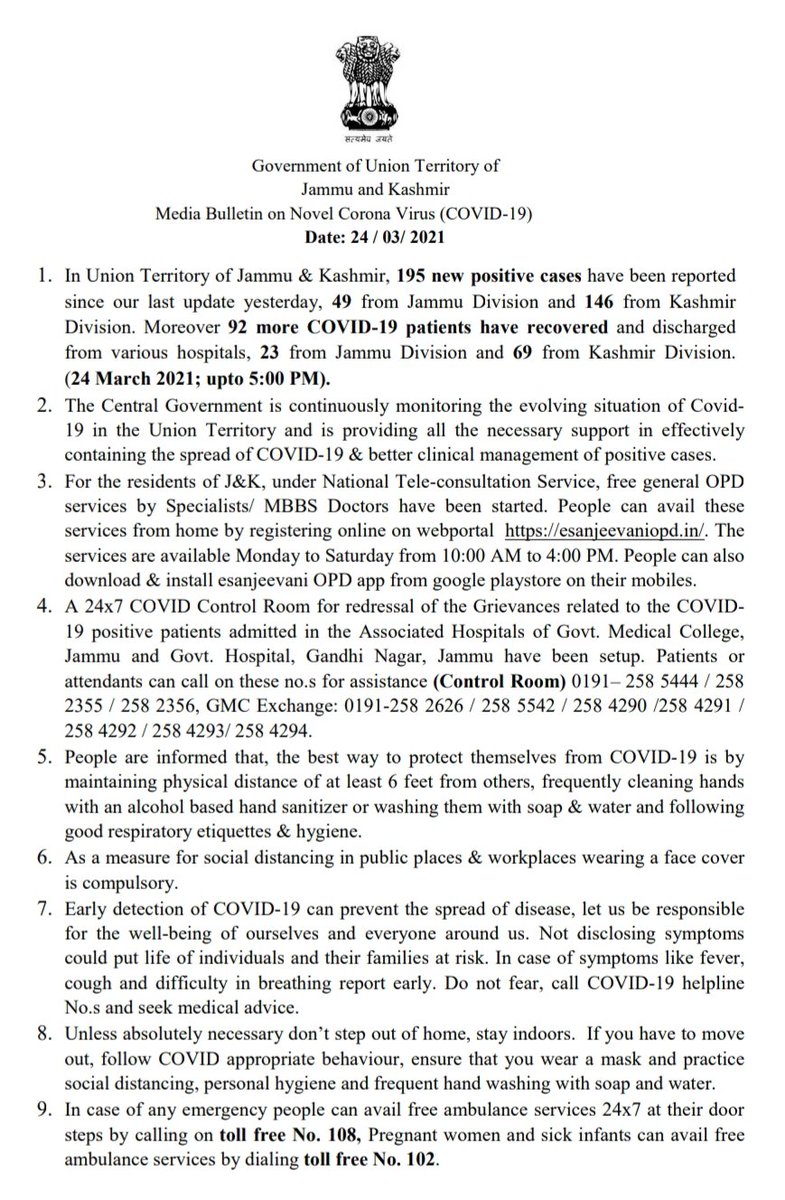 सत्यमेव जयते
Government of Union Territory of
Jammu and Kashmir
Media Bulletin on Novel Corona Virus (COVID-19)
Date: 24 / 03/ 2021
1. In Union Territory of Jammu & Kashmir, 195 new positive cases have been reported
since our last update yesterday, 49 from Jammu Division and 146 from Kashmir
Division. Moreover 92 more COVID-19 patients have recovered and discharged
from various hospitals, 23 from Jammu Division and 69 from Kashmir Division.
(24 March 2021; upto 5:00 PM).
2. The Central Government is continuously monitoring the evolving situation of Covid-
19 in the Union Territory and is providing all the necessary support in effectively
containing the spread of COVID-19 & better clinical management of positive cases.
3. For the residents of J&K, under National Tele-consultation Service, free general OPD
services by Specialists/ MBBS Doctors have been started. People can avail these
services from home by registering online on webportal https://esanjeevaniopd.in/. The
services are available Monday to Saturday from 10:00 AM to 4:00 PM. People can also
download & install esanjeevani OPD app from google playstore on their mobiles.
4. A 24x7 COVID Control Room for redressal of the Grievances related to the COVID-
19 positive patients admitted in the Associated Hospitals of Govt. Medical College,
Jammu and Govt. Hospital, Gandhi Nagar, Jammu have been setup. Patients or
attendants can call on these no.s for assistance (Control Room) 0191– 258 5444 / 258
2355 / 258 2356, GMC Exchange: 0191-258 2626 / 258 5542 / 258 4290 /258 4291 /
258 4292 / 258 4293/ 258 4294.
5. People are informed that, the best way to protect themselves from COVID-19 is by
maintaining physical distance of at least 6 feet from others, frequently cleaning hands
with an alcohol based hand sanitizer or washing them with soap & water and following
good respiratory etiquettes & hygiene.
6. As a measure for social distancing in public places & workplaces wearing a face cover
is compulsory.
7. Early detection of COVID-19 can prevent the spread of disease, let us be responsible
for the well-being of ourselves and everyone around us. Not disclosing symptoms
could put life of individuals and their families at risk. In case of symptoms like fever,
cough and difficulty in breathing report early. Do not fear, call COVID-19 helpline
No.s and seek medical advice.
8. Unless absolutely necessary don’t step out of home, stay indoors. If you have to move
out, follow COVID appropriate behaviour, ensure that you wear a mask and practice
social distancing, personal hygiene and frequent hand washing with soap and water.
9. In case of any emergency people can avail free ambulance services 24x7 at their door
steps by calling on toll free No. 108, Pregnant women and sick infants can avail free
ambulance services by dialing toll free No. 102.